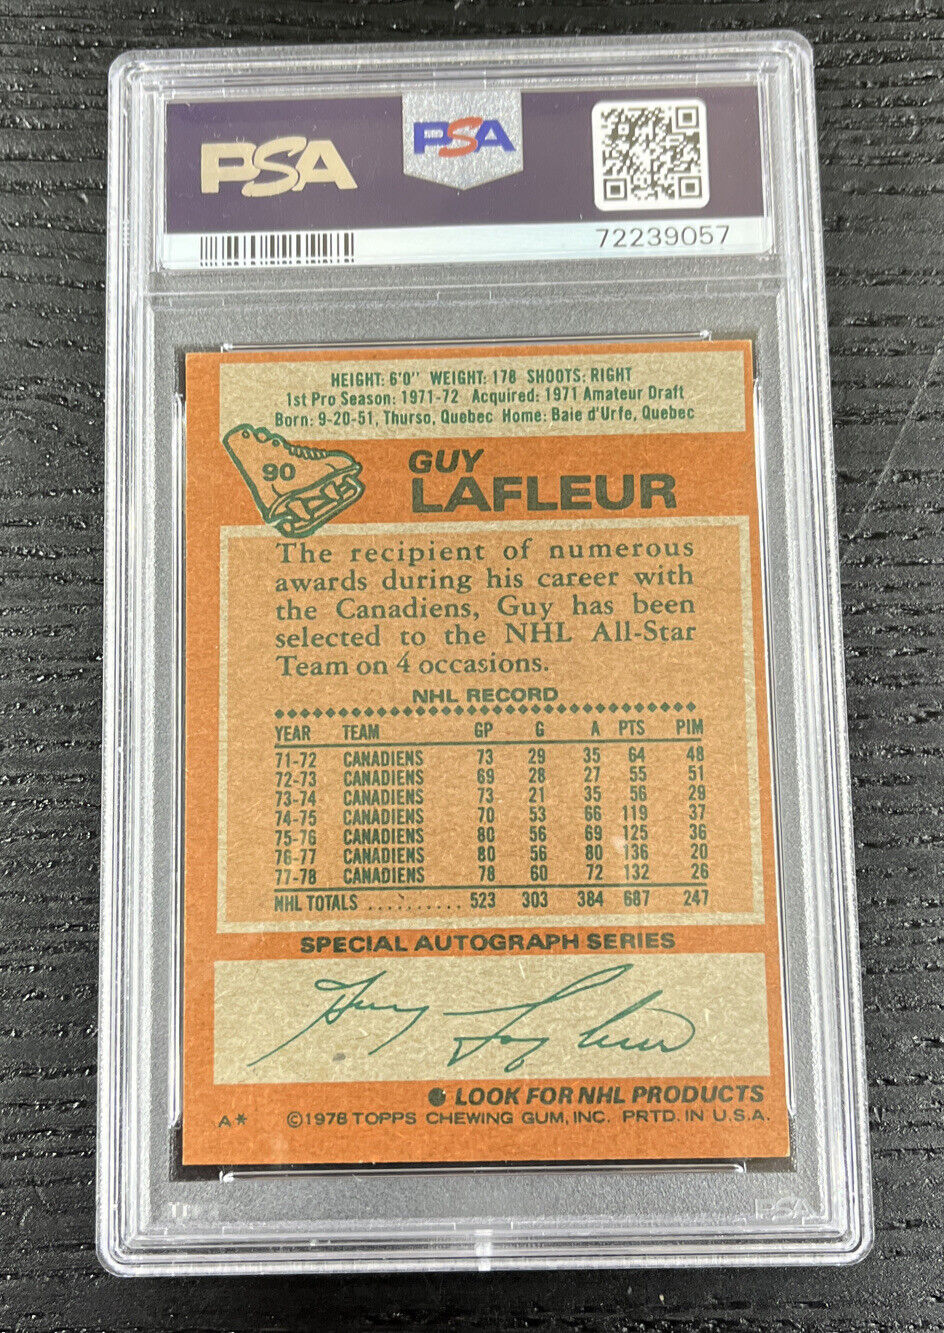 PSA
PSA
72239057
HEIGHT: 6'0" WEIGHT: 178 SHOOTS: RIGHT
1st Pro Season: 1971-72 Acquired: 1971 Amateur Draft
Born: 9-20-51, Thurso, Quebec Home: Baie d'Urfe, Quebec
90
GUY
LAFLEUR
The recipient of numerous
awards during his career with
the Canadiens, Guy has been
selected to the NHL All-Star
Team on 4 occasions.
NHL RECORD
YEAR TEAM GP G A PTS PIM
71-72 CANADIENS 73 29 35 64 48
72-73 CANADIENS 69 28 27 55 51
73-74 CANADIENS 73 21 35 56 29
74-75 CANADIENS 70 53 66 119 37
75-76 CANADIENS 80 56 69 125 36
76-77 CANADIENS 80 56 80 136 20
77-78 CANADIENS 78 60 72 132 26
NHL TOTALS .......... 523 303 384 687 247
SPECIAL AUTOGRAPH SERIES
Guy Lafleur
LOOK FOR NHL PRODUCTS
A* ©1978 TOPPS CHEWING GUM, INC. PRTD. IN U.S.A.
PSA